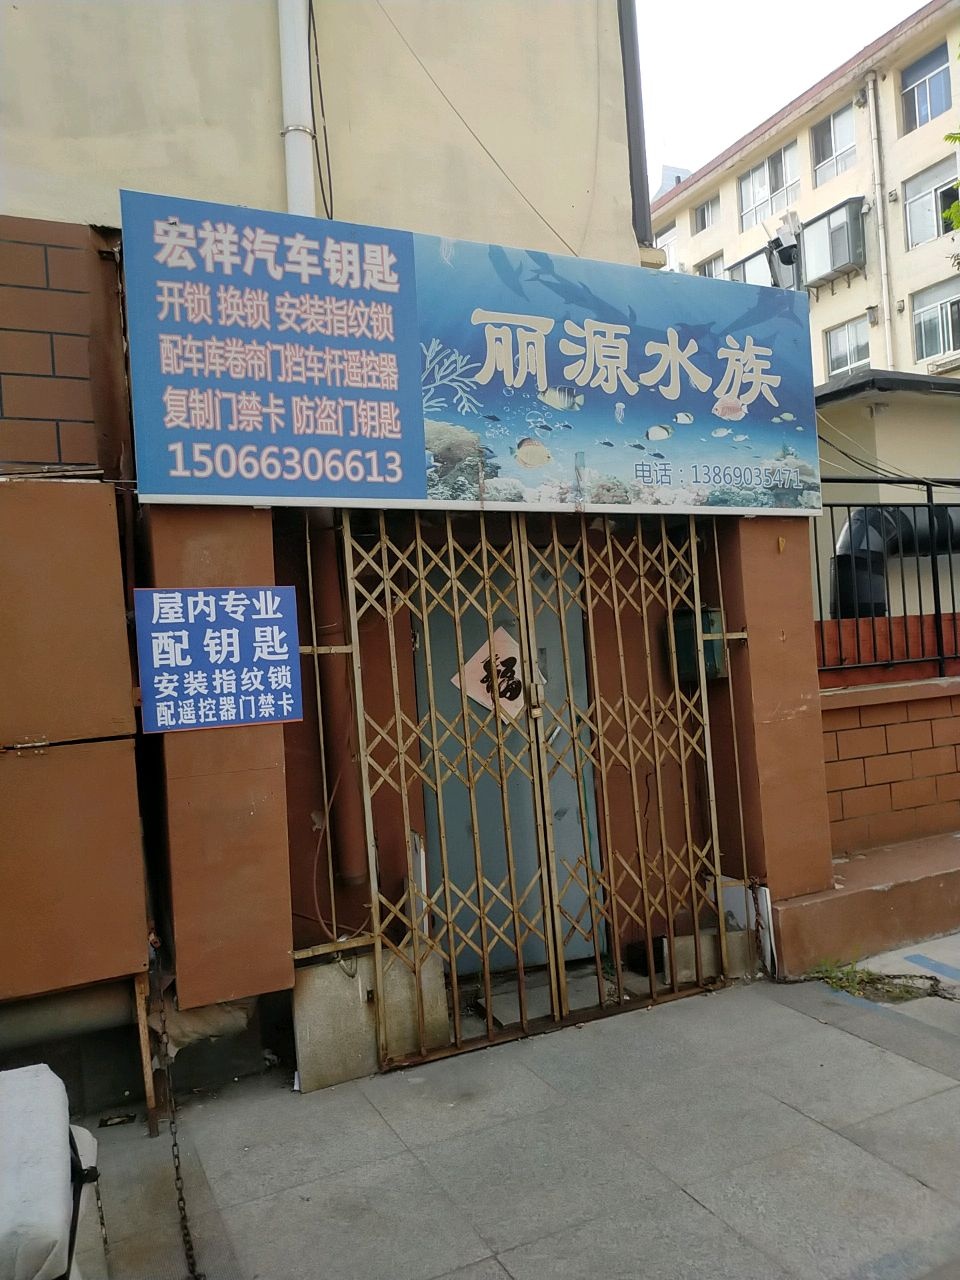 宏祥汽车钥匙
开锁 换锁 安装指纹锁
配车库卷帘门挡车杆遥控器
复制门禁卡 防盗门钥匙
15066306613
丽源水族
电话：13869035471
屋内专业
配钥匙
安装指纹锁
配遥控器门禁卡
福